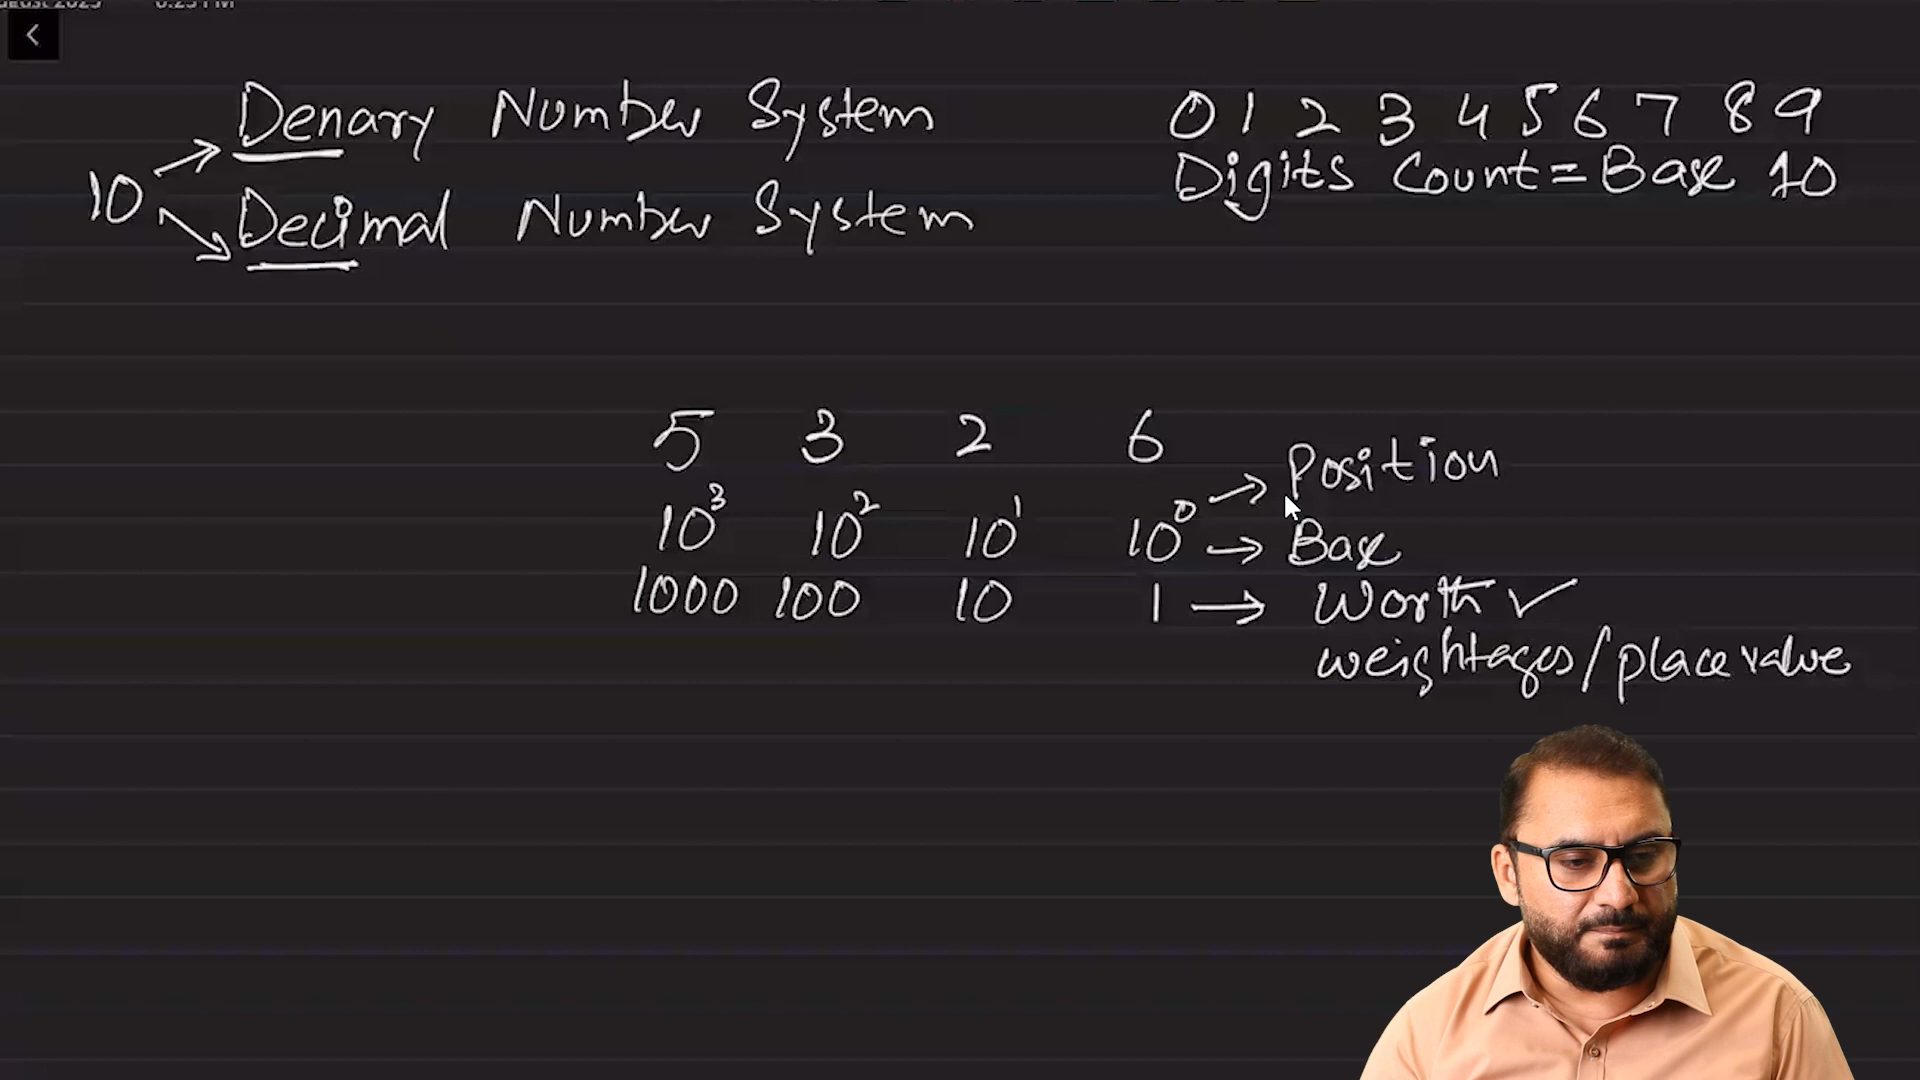 Denary Number System
10
Decimal Number System
0 1 2 3 4 5 6 7 8 9
Digits Count = Base 10
5 3 2 6
10³ 10² 10¹ 10⁰ → Position
→ Base
1000 100 10 1 → Worth ✓
weightages/place value